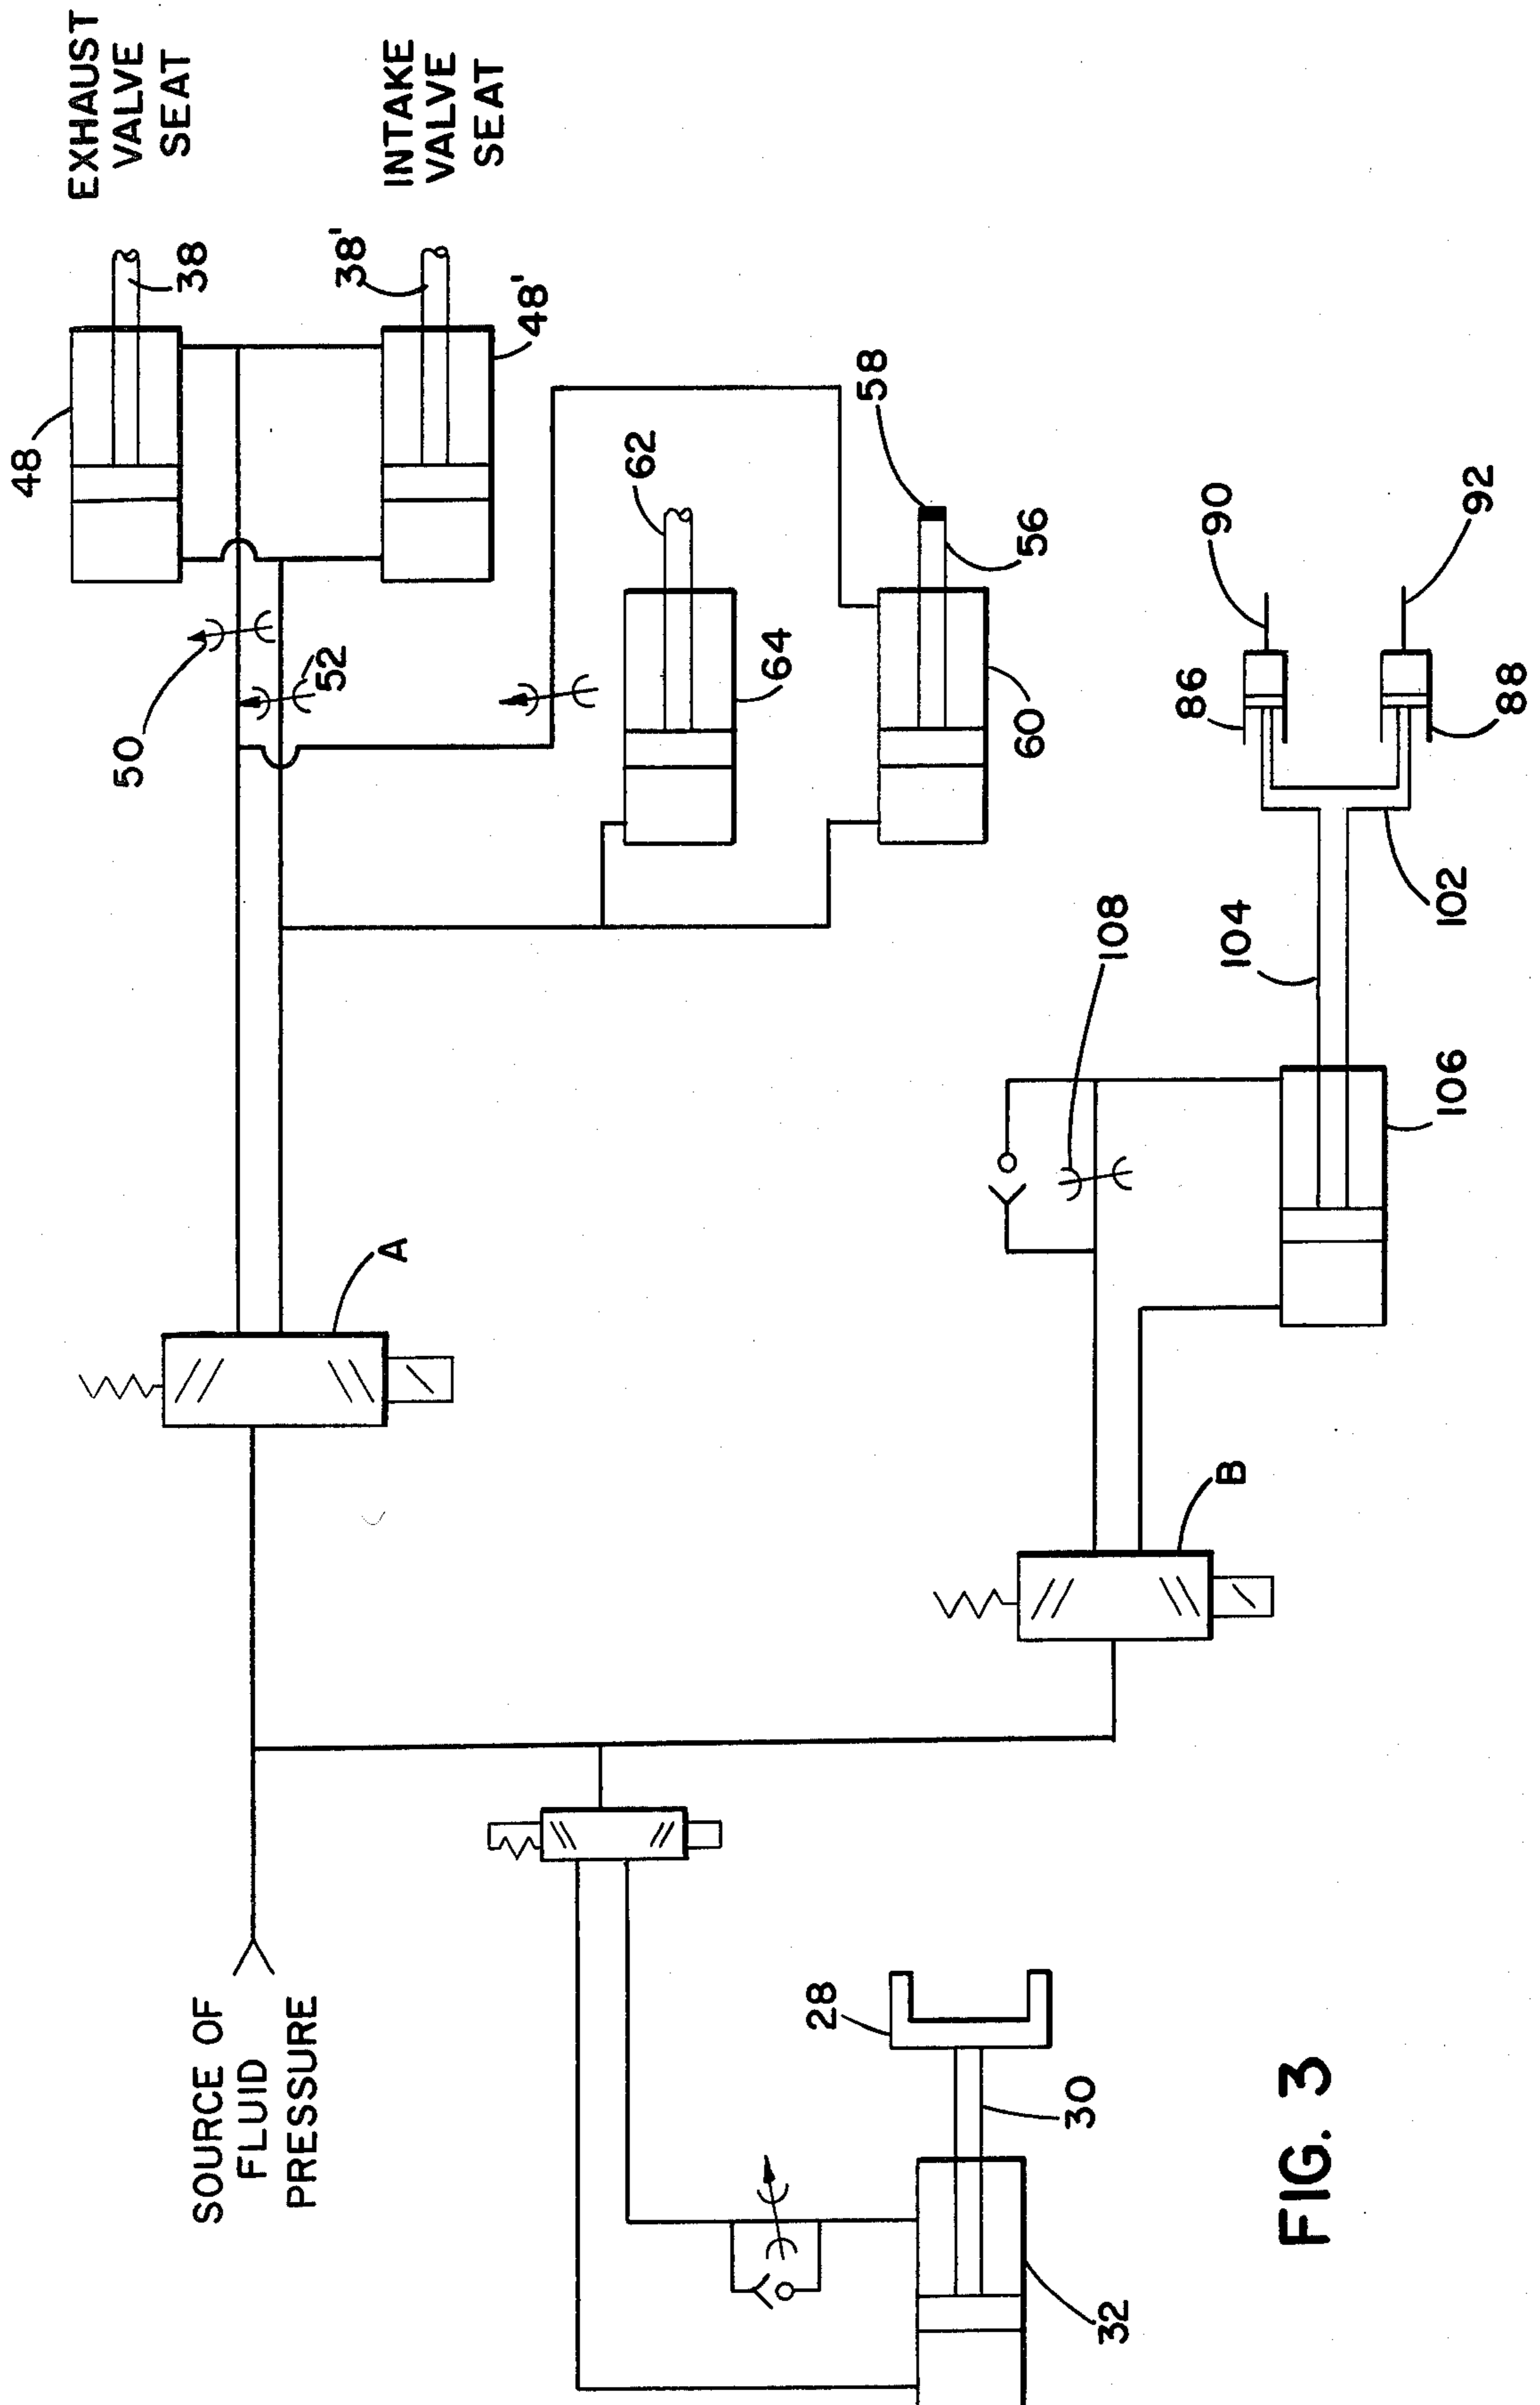 EXHAUST
VALVE
SEAT
INTAKE
VALVE
SEAT
48
38
38'
48'
50
52
62
64
58
56
60
A
108
90
92
86
88
102
104
106
B
SOURCE OF
FLUID
PRESSURE
28
30
32
FIG. 3